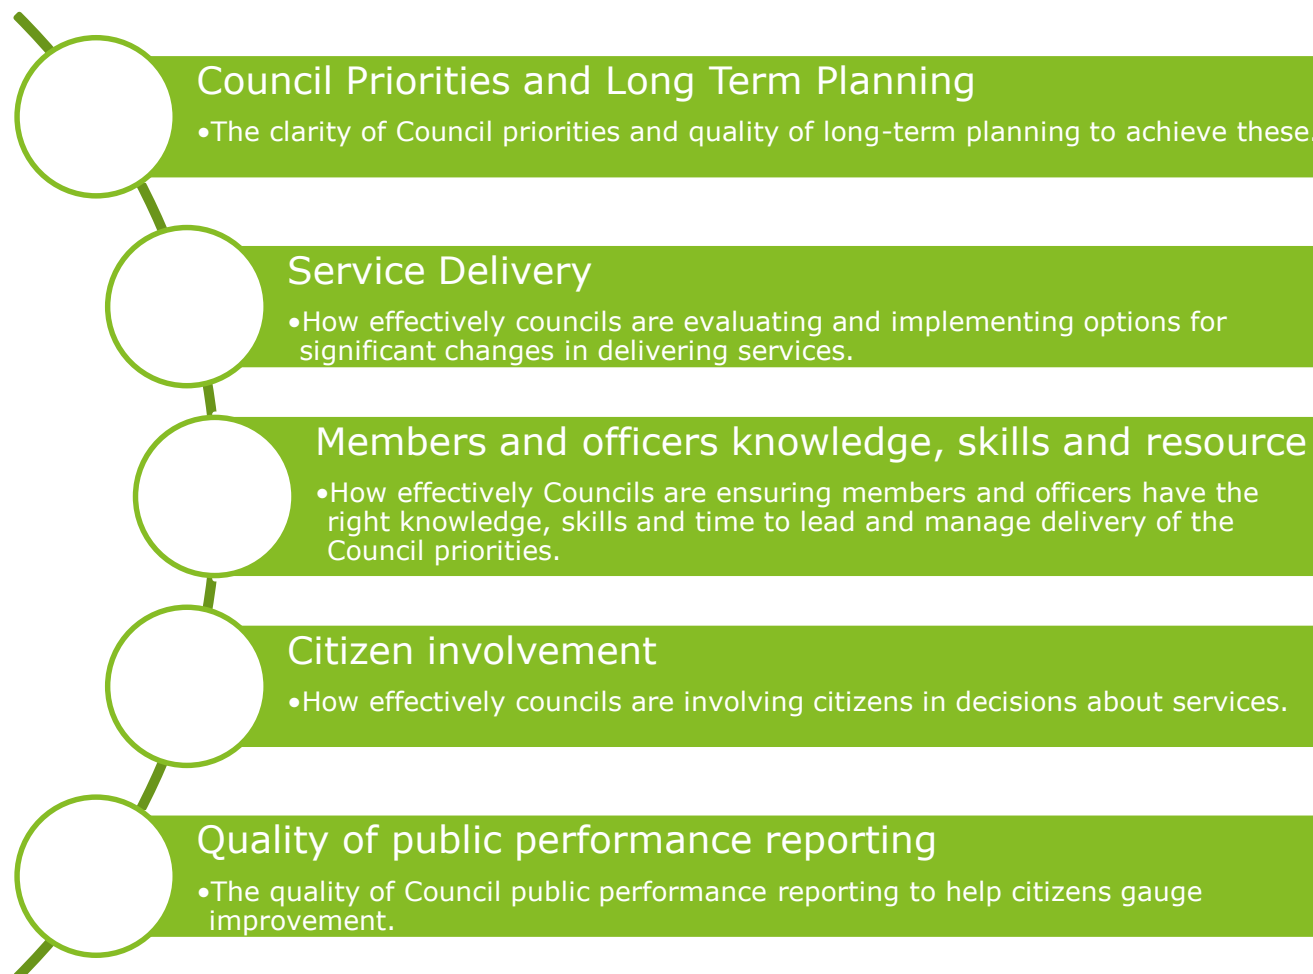 Council Priorities and Long Term Planning
•The clarity of Council priorities and quality of long-term planning to achieve these.
Service Delivery
•How effectively councils are evaluating and implementing options for
significant changes in delivering services.
Members and officers knowledge, skills and resource
•How effectively Councils are ensuring members and officers have the
right knowledge, skills and time to lead and manage delivery of the
Council priorities.
Citizen involvement
•How effectively councils are involving citizens in decisions about services.
Quality of public performance reporting
•The quality of Council public performance reporting to help citizens gauge
improvement.